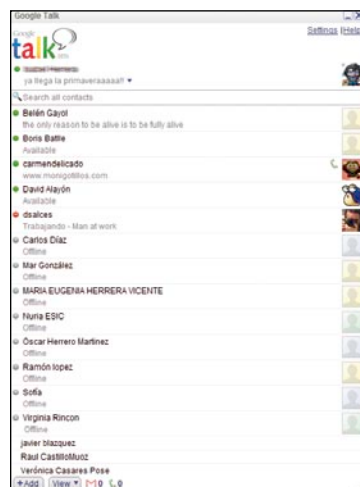 Google Talk
Settings | Help
Google
talk
BETA
ya llega la primaveraaaaa!!
Search all contacts
Belén Gayol
the only reason to be alive is to be fully alive
Boris Batlle
Available
carmendelicado
www.monigotillos.com
David Alayón
Available
dsalces
Trabajando - Man at work
Carlos Díaz
Offline
Mar González
Offline
MARIA EUGENIA HERRERA VICENTE
Offline
Nuria ESIC
Offline
Óscar Herrero Martínez
Offline
Ramón lopez
Offline
Sofía
Offline
Virginia Rincon
Offline
javier blazquez
Raul CastilloMuoz
Verónica Casares Pose
+Add View 0 0